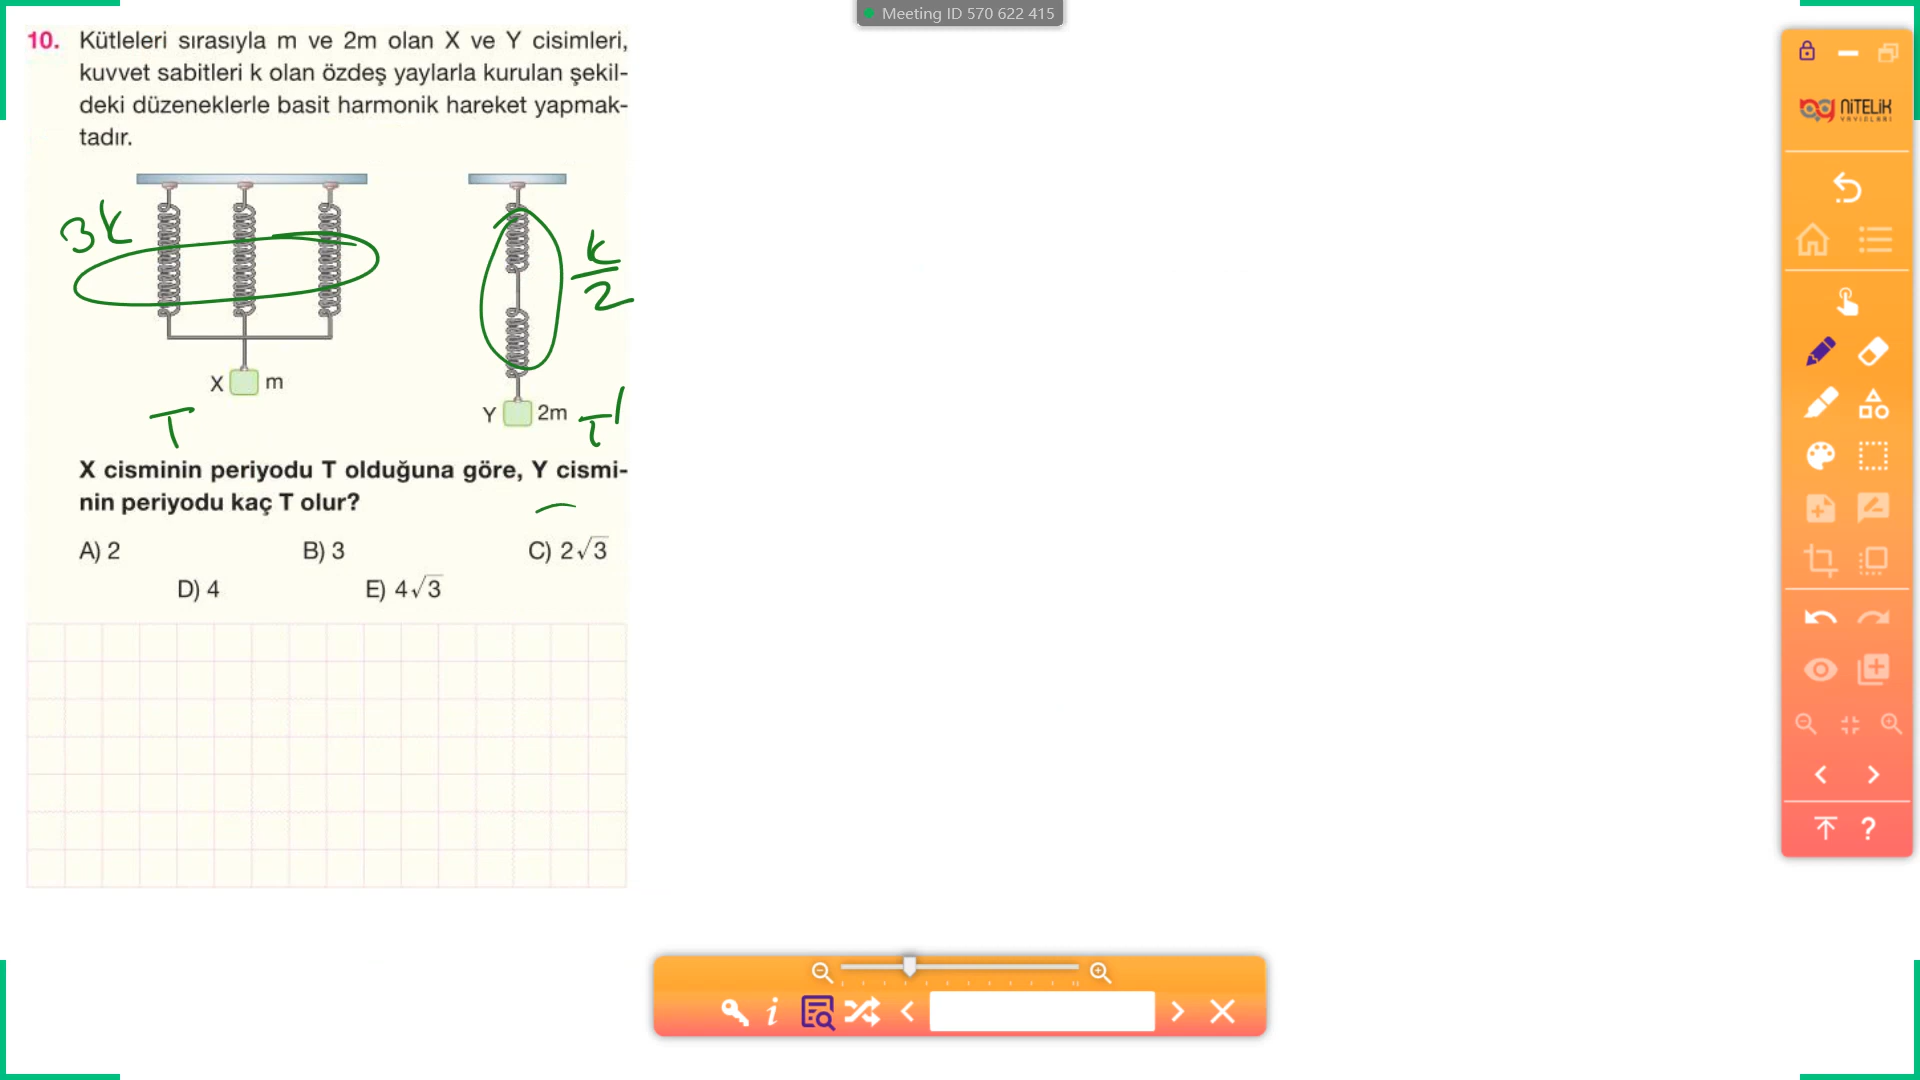 Meeting ID 570 622 415
10. Kütleleri sırasıyla m ve 2m olan X ve Y cisimleri,
kuvvet sabitleri k olan özdeş yaylarla kurulan şekil-
deki düzeneklerle basit harmonik hareket yapmak-
tadır.
3k
k
2
X m
Y 2m
T
T'
X cisminin periyodu T olduğuna göre, Y cismi-
nin periyodu kaç T olur?
A) 2 B) 3 C) 2√3
D) 4 E) 4√3
NİTELİK
YAYINLARI